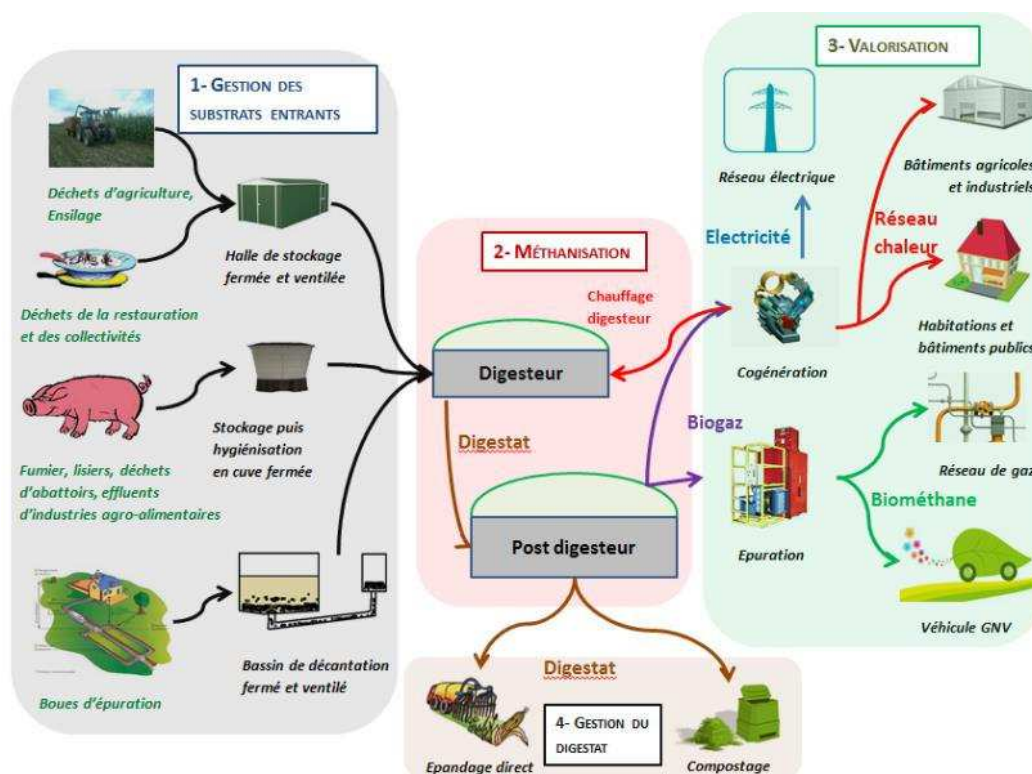 1- GESTION DES
SUBSTRATS ENTRANTS
Déchets d'agriculture,
Ensilage
Halle de stockage
fermée et ventilée
Déchets de la restauration
et des collectivités
Stockage puis
hygiénisation
en cuve fermée
Fumier, lisiers, déchets
d'abattoirs, effluents
d'industries agro-alimentaires
Bassin de décantation
fermé et ventilé
Boues d'épuration
2- MÉTHANISATION
Chauffage
digesteur
Digesteur
Digestat
Post digesteur
3- VALORISATION
Réseau électrique
Bâtiments agricoles
et industriels
Electricité
Réseau
chaleur
Cogénération
Habitations et
bâtiments publics
Biogaz
Réseau de gaz
Biométhane
Epuration
Véhicule GNV
Digestat
4- GESTION DU
DIGESTAT
Epandage direct
Compostage